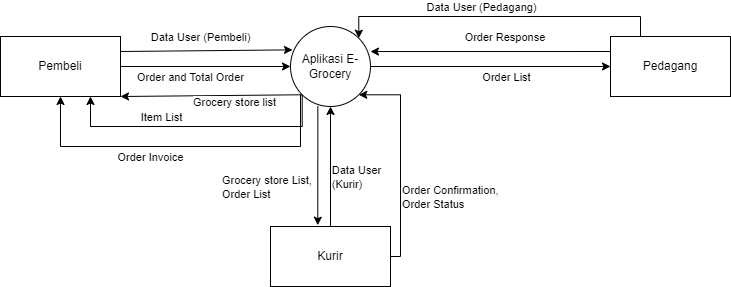 Data User (Pedagang)
Data User (Pembeli)
Order Response
Aplikasi E-
Grocery
Pembeli
Pedagang
Order and Total Order
Order List
Grocery store list
Item List
Order Invoice
Grocery store List,
Order List
Data User
(Kurir)
Order Confirmation,
Order Status
Kurir